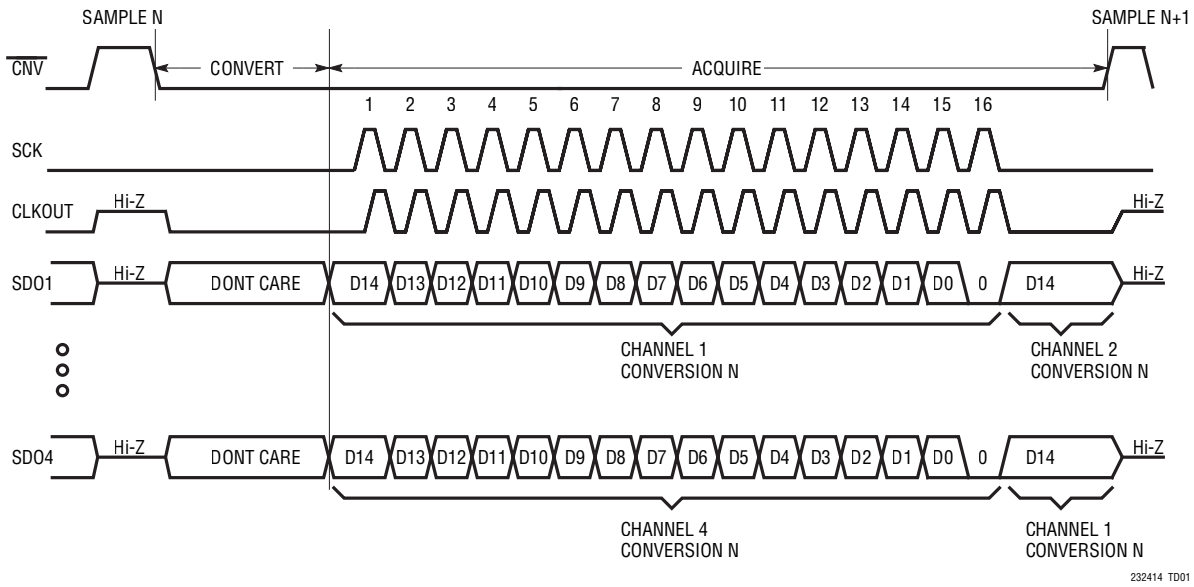 SAMPLE N SAMPLE N+1
CNV CONVERT ACQUIRE
1 2 3 4 5 6 7 8 9 10 11 12 13 14 15 16
SCK
CLKOUT Hi-Z Hi-Z
SDO1 Hi-Z DONT CARE D14 D13 D12 D11 D10 D9 D8 D7 D6 D5 D4 D3 D2 D1 D0 0 D14 Hi-Z
CHANNEL 1 CHANNEL 2
CONVERSION N CONVERSION N
SDO4 Hi-Z DONT CARE D14 D13 D12 D11 D10 D9 D8 D7 D6 D5 D4 D3 D2 D1 D0 0 D14 Hi-Z
CHANNEL 4 CHANNEL 1
CONVERSION N CONVERSION N
232414 TD01